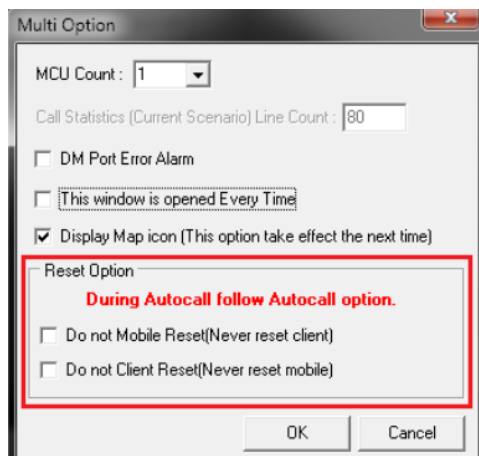 Multi Option
MCU Count : 1
Call Statistics (Current Scenario) Line Count : 80
DM Port Error Alarm
This window is opened Every Time
Display Map icon (This option take effect the next time)
Reset Option
During Autocall follow Autocall option.
Do not Mobile Reset(Never reset client)
Do not Client Reset(Never reset mobile)
OK Cancel